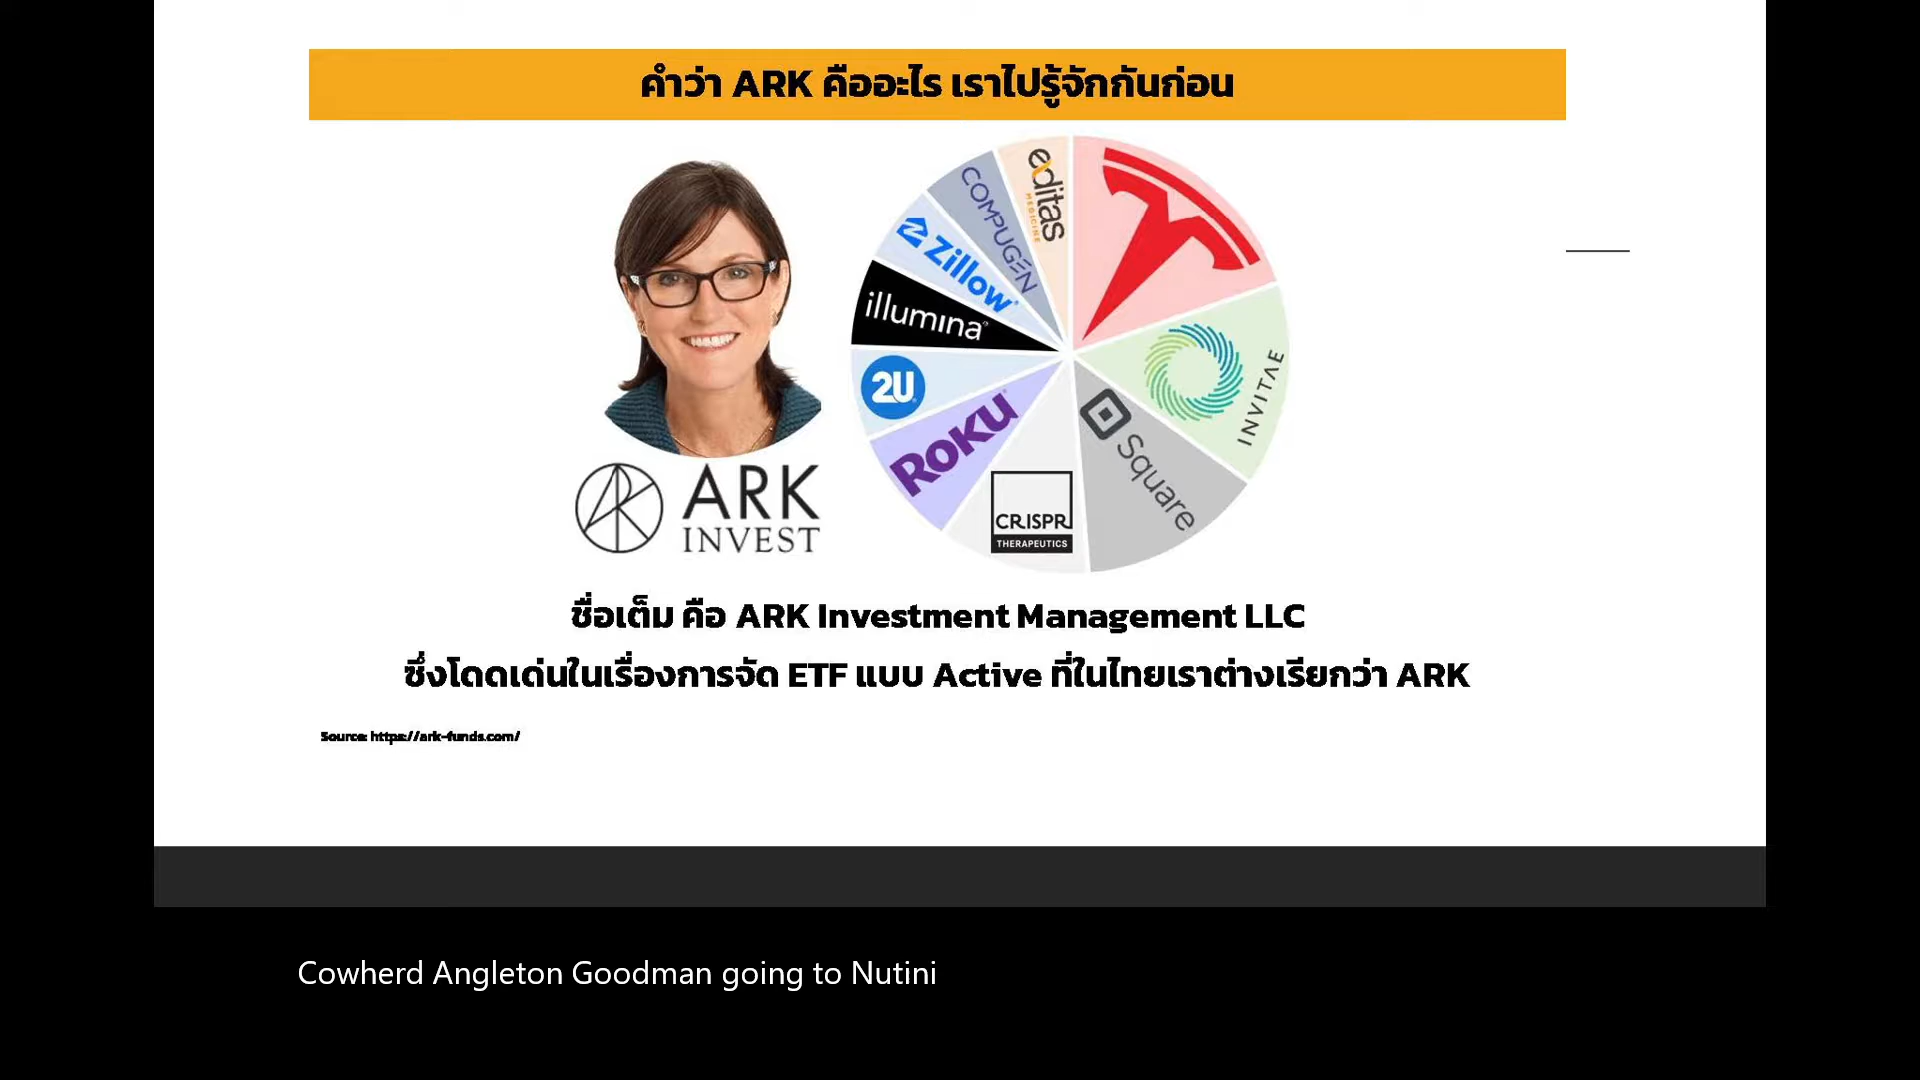 คำว่า ARK คืออะไร เราไปรู้จักกันก่อน
editas
MEDICINE
COMPUGEN
Zillow
illumina
2U
ROKU
CRISPR
THERAPEUTICS
Square
INVITAE
ARK
INVEST
ชื่อเต็ม คือ ARK Investment Management LLC
ซึ่งโดดเด่นในเรื่องการจัด ETF แบบ Active ที่ในไทยเราต่างเรียกว่า ARK
Source: https://ark-funds.com/
Cowherd Angleton Goodman going to Nutini